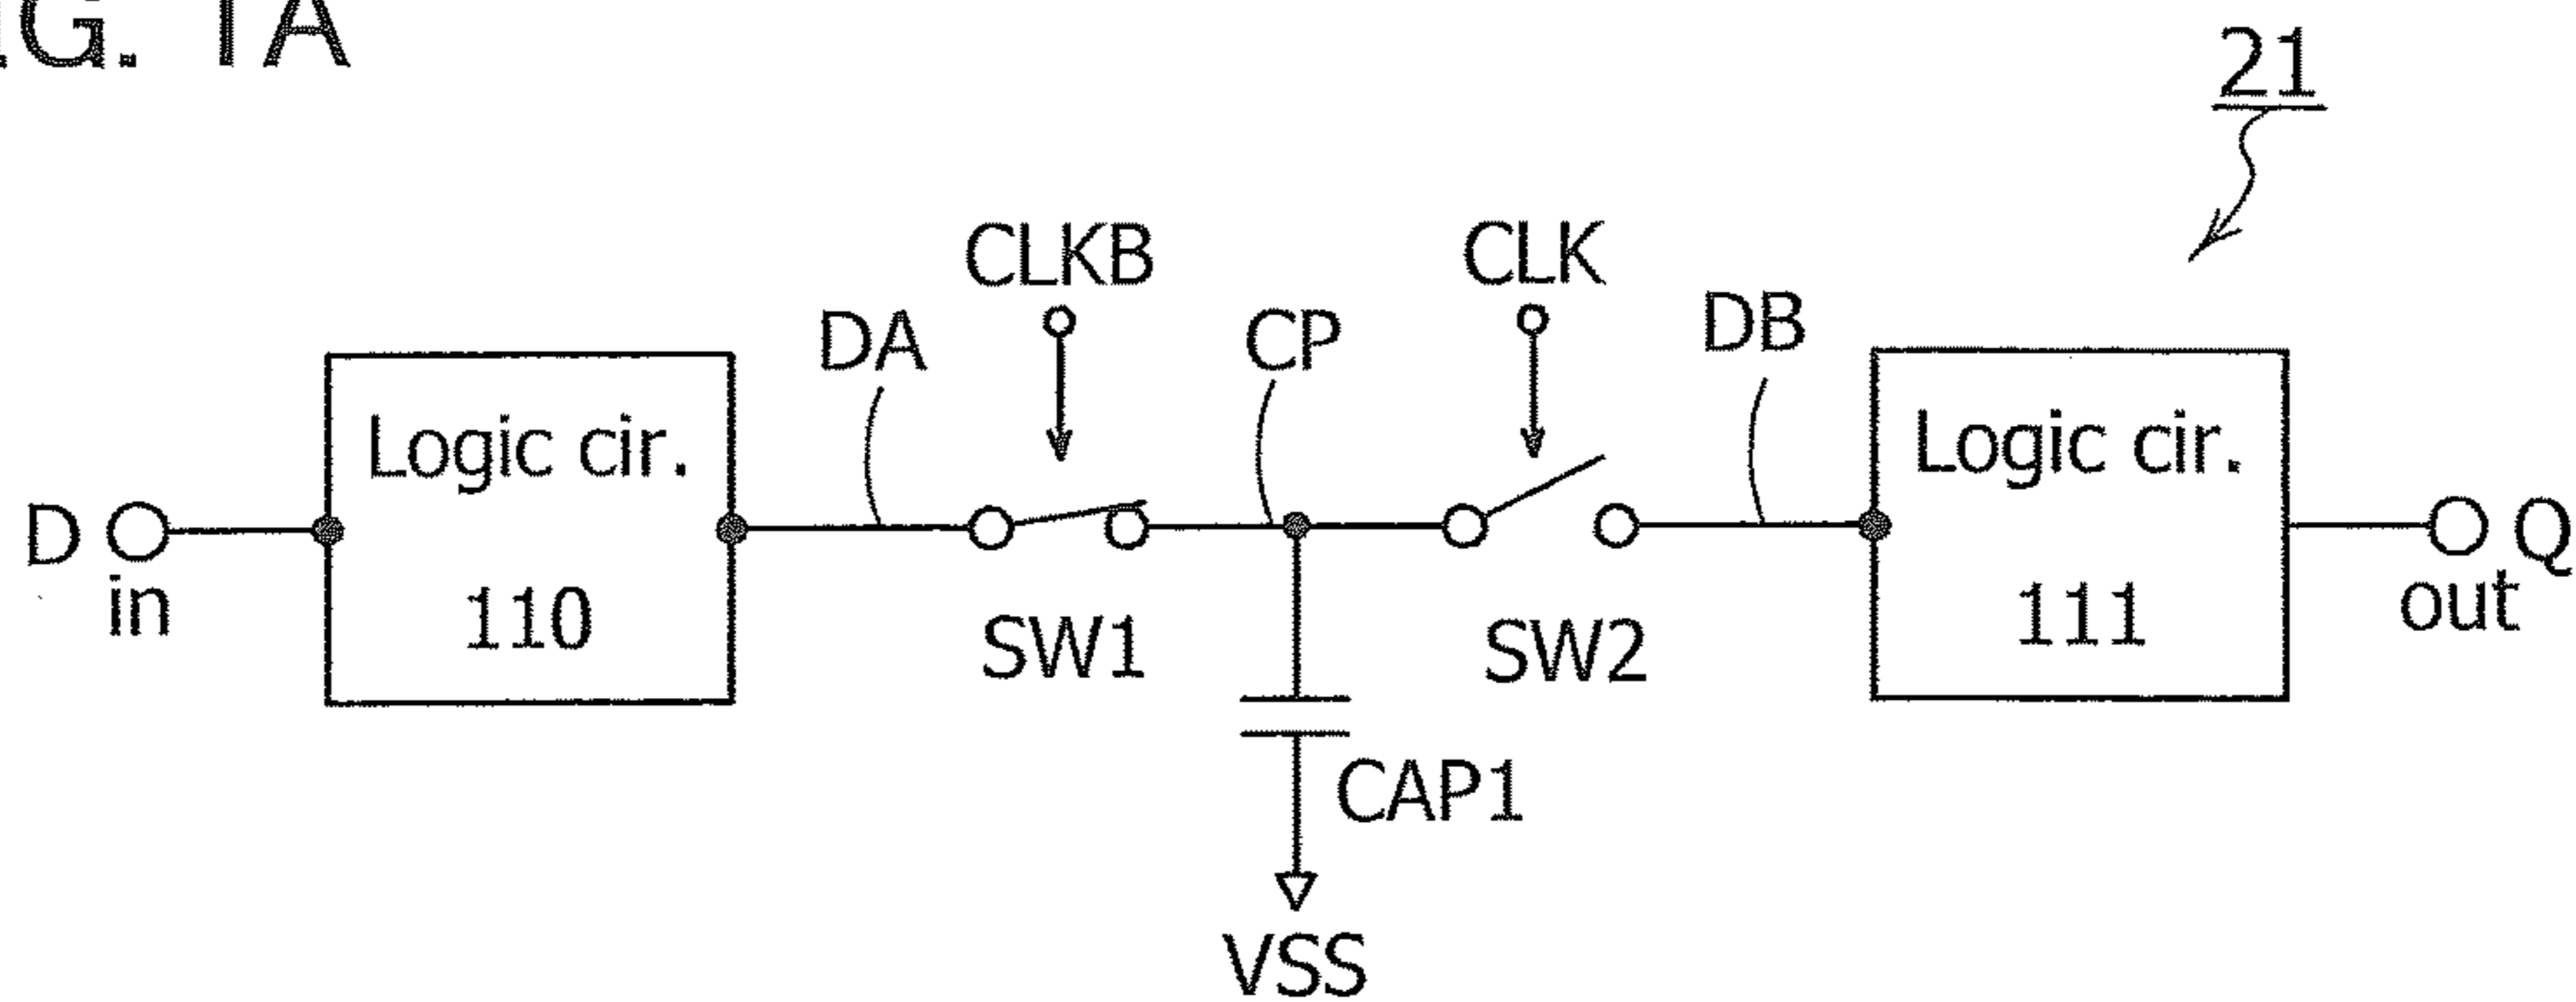 G. 1A
21
CLKB
CLK
DA
CP
DB
Logic cir.
110
Logic cir.
111
D
in
Q
out
SW1
SW2
CAP1
VSS